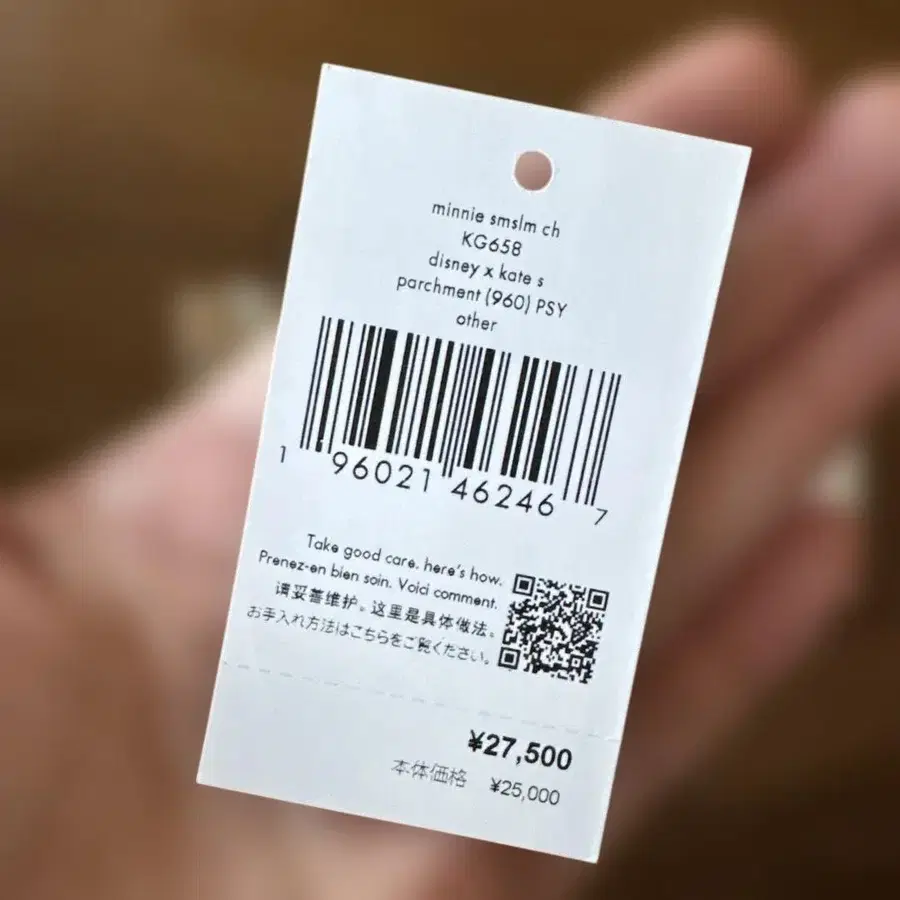 minnie smslm ch
KG658
disney x kate s
parchment (960) PSY
other
1 96021 46246 7
Take good care. here's how.
Prenez-en bien soin. Voici comment.
请妥善维护。这里是具体做法。
お手入れ方法はこちらをご覧ください。
¥27,500
本体価格 ¥25,000